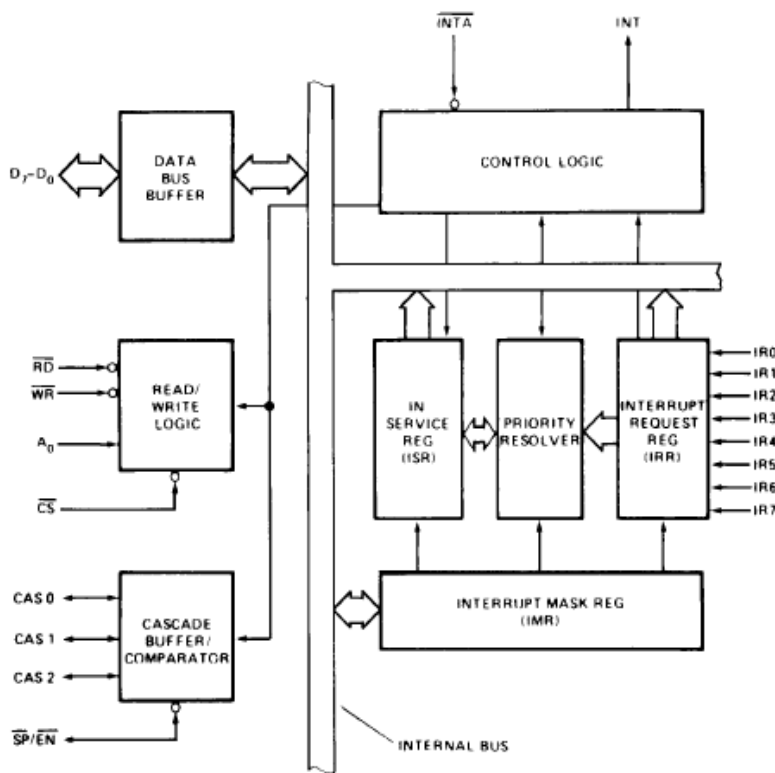 INTA
INT
DATA
BUS
BUFFER
D7-D0
CONTROL LOGIC
RD
WR
A0
CS
READ/
WRITE
LOGIC
IN
SERVICE
REG
(ISR)
PRIORITY
RESOLVER
INTERRUPT
REQUEST
REG
(IRR)
IR0
IR1
IR2
IR3
IR4
IR5
IR6
IR7
CAS 0
CAS 1
CAS 2
SP/EN
CASCADE
BUFFER/
COMPARATOR
INTERRUPT MASK REG
(IMR)
INTERNAL BUS